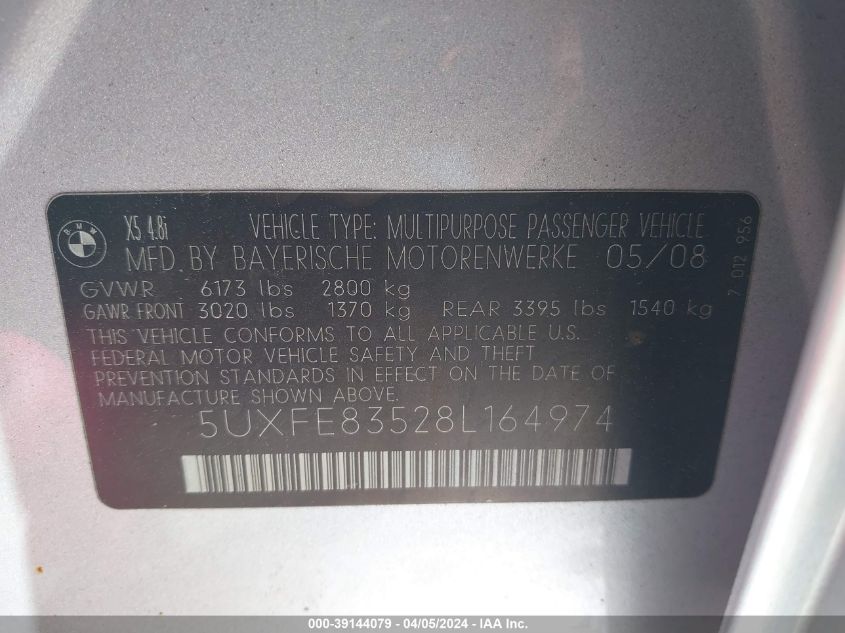 BMW
X5 4.8i
VEHICLE TYPE: MULTIPURPOSE PASSENGER VEHICLE
MFD. BY BAYERISCHE MOTORENWERKE 05/08
GVWR 6173 lbs 2800 kg
GAWR FRONT 3020 lbs 1370 kg REAR 3395 lbs 1540 kg
THIS VEHICLE CONFORMS TO ALL APPLICABLE U.S.
FEDERAL MOTOR VEHICLE SAFETY AND THEFT
PREVENTION STANDARDS IN EFFECT ON THE DATE OF
MANUFACTURE SHOWN ABOVE.
5UXFE83528L164974
7 012 956
000-39144079 - 04/05/2024 - IAA Inc.